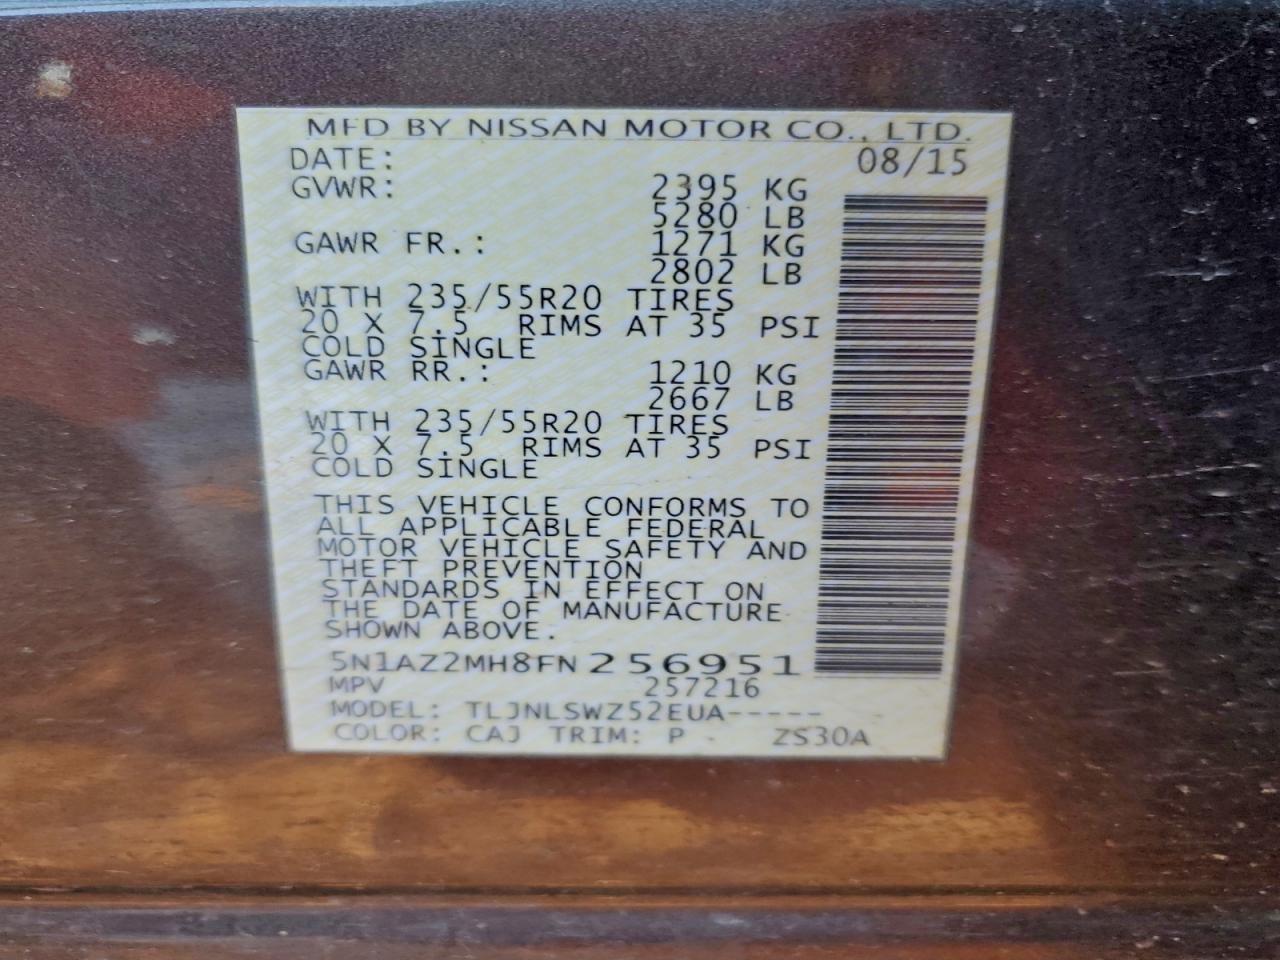 MFD BY NISSAN MOTOR CO., LTD.
DATE: 08/15
GVWR: 2395 KG
5280 LB
GAWR FR.: 1271 KG
2802 LB
WITH 235/55R20 TIRES
20 X 7.5 RIMS AT 35 PSI
COLD SINGLE
GAWR RR.: 1210 KG
2667 LB
WITH 235/55R20 TIRES
20 X 7.5 RIMS AT 35 PSI
COLD SINGLE
THIS VEHICLE CONFORMS TO
ALL APPLICABLE FEDERAL
MOTOR VEHICLE SAFETY AND
THEFT PREVENTION
STANDARDS IN EFFECT ON
THE DATE OF MANUFACTURE
SHOWN ABOVE.
5N1AZ2MH8FN256951
MPV 257216
MODEL: TLJNLSWZ52EUA-----
COLOR: CAJ TRIM: P - ZS30A